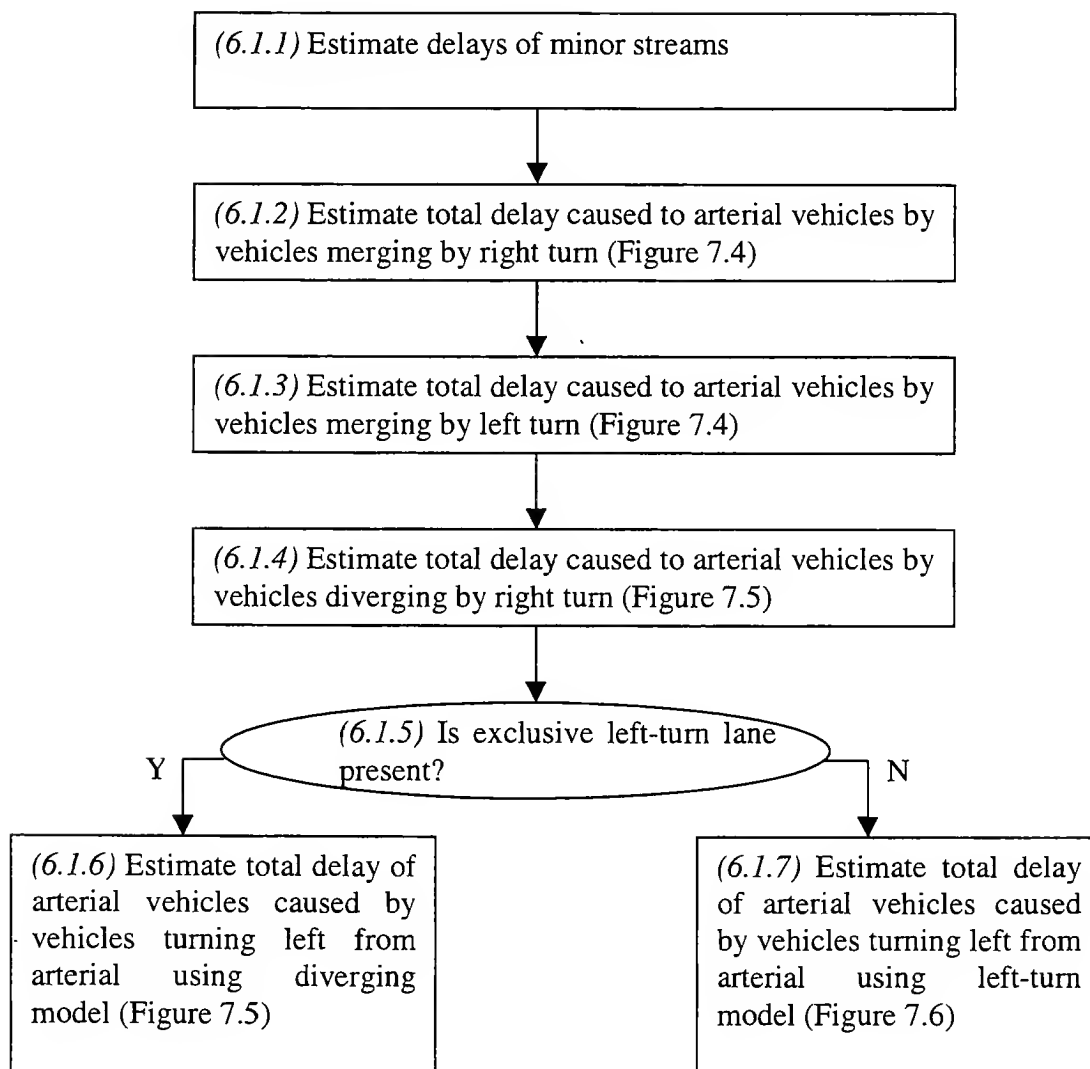 (6.1.1) Estimate delays of minor streams
(6.1.2) Estimate total delay caused to arterial vehicles by
vehicles merging by right turn (Figure 7.4)
(6.1.3) Estimate total delay caused to arterial vehicles by
vehicles merging by left turn (Figure 7.4)
(6.1.4) Estimate total delay caused to arterial vehicles by
vehicles diverging by right turn (Figure 7.5)
(6.1.5) Is exclusive left-turn lane
present?
Y
N
(6.1.6) Estimate total delay of
arterial vehicles caused by
vehicles turning left from
arterial using diverging
model (Figure 7.5)
(6.1.7) Estimate total delay
of arterial vehicles caused
by vehicles turning left from
arterial using left-turn
model (Figure 7.6)